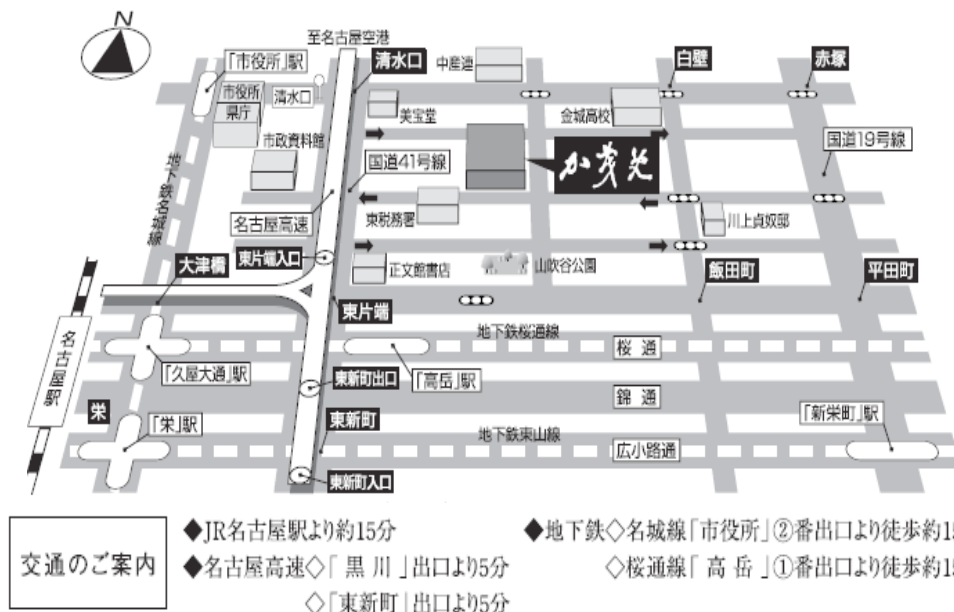 N
至名古屋空港
「市役所」駅
清水口
中産連
白壁
赤塚
市役所
県庁
清水口
美宝堂
金城高校
市政資料館
国道41号線
国道19号線
か茂免
地下鉄名城線
名古屋高速
東税務署
川上貞奴邸
東片端入口
大津橋
正文館書店
山吹谷公園
飯田町
平田町
東片端
地下鉄桜通線
名古屋駅
桜通
「久屋大通」駅
東新町出口
「高岳」駅
錦通
栄
「栄」駅
東新町
地下鉄東山線
「新栄町」駅
広小路通
東新町入口
交通のご案内
◆JR名古屋駅より約15分
◆名古屋高速◇「黒川」出口より5分
◇「東新町」出口より5分
◆地下鉄◇名城線「市役所」②番出口より徒歩約15
◇桜通線「高岳」①番出口より徒歩約15